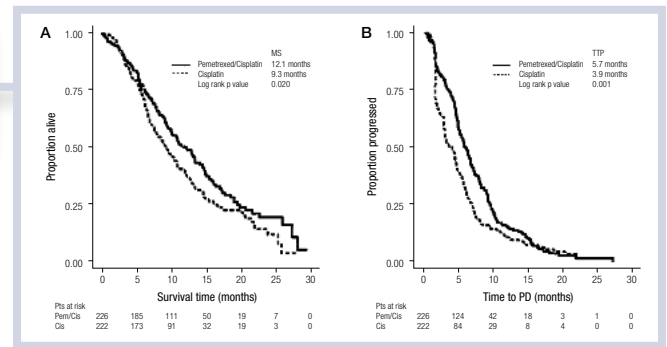 A
1.00
0.75
0.50
0.25
0.00
Proportion alive
MS
Pemetrexed/Cisplatin 12.1 months
Cisplatin 9.3 months
Log rank p value 0.020
0 5 10 15 20 25 30
Survival time (months)
Pts at risk
Pem/Cis 226 185 111 50 19 7 0
Cis 222 173 91 32 19 3 0
B
1.00
0.75
0.50
0.25
0.00
Proportion progressed
TTP
Pemetrexed/Cisplatin 5.7 months
Cisplatin 3.9 months
Log rank p value 0.001
0 5 10 15 20 25 30
Time to PD (months)
Pts at risk
Pem/Cis 226 124 42 18 3 1 0
Cis 222 84 29 8 4 0 0